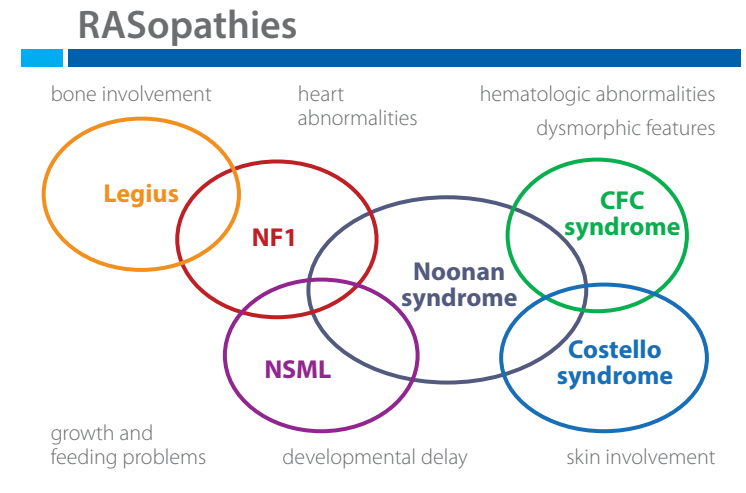 RASopathies
bone involvement
heart
abnormalities
hematologic abnormalities
dysmorphic features
Legius
NF1
Noonan
syndrome
CFC
syndrome
NSML
Costello
syndrome
growth and
feeding problems
developmental delay
skin involvement